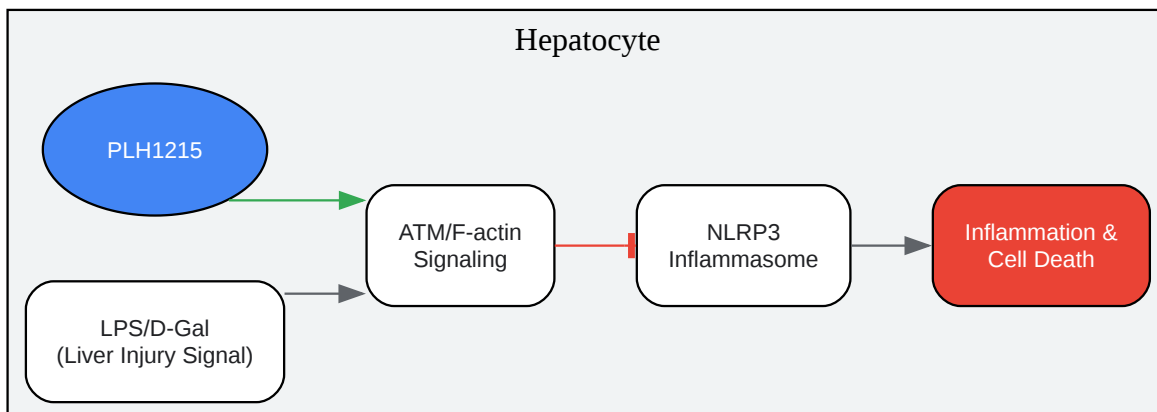 Hepatocyte
PLH1215
ATM/F-actin
Signaling
NLRP3
Inflammasome
Inflammation &
Cell Death
LPS/D-Gal
(Liver Injury Signal)